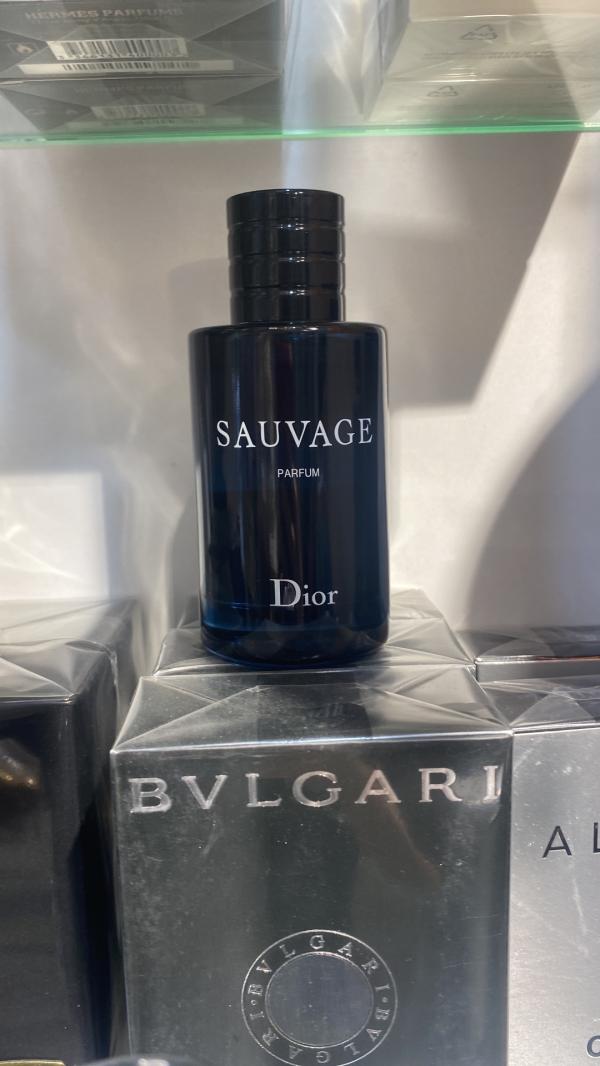 HERMES PARFUMS
SAUVAGE
PARFUM
Dior
BVLGARI
AL
BVLGARI • BVLGARI •